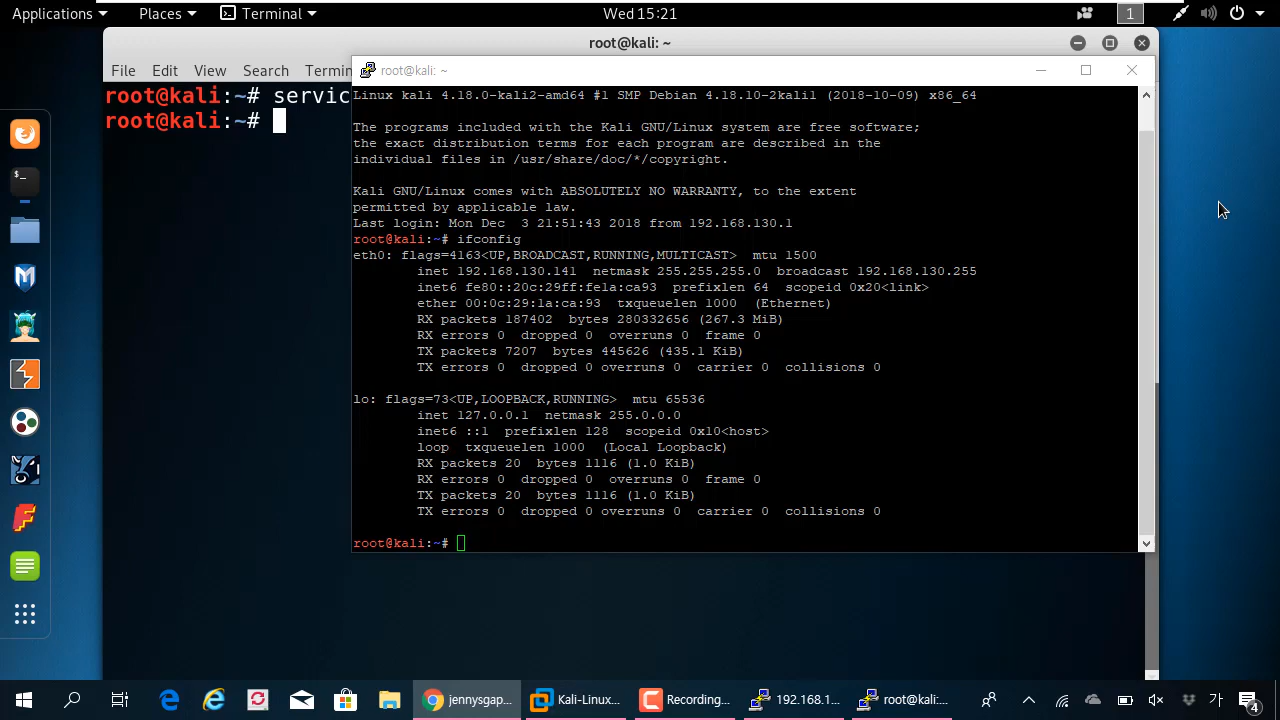 Applications Places Terminal Wed 15:21 1
root@kali: ~
File Edit View Search Termin
root@kali:~# servic
root@kali:~#
root@kali: ~
Linux kali 4.18.0-kali2-amd64 #1 SMP Debian 4.18.10-2kali1 (2018-10-09) x86_64
The programs included with the Kali GNU/Linux system are free software;
the exact distribution terms for each program are described in the
individual files in /usr/share/doc/*/copyright.
Kali GNU/Linux comes with ABSOLUTELY NO WARRANTY, to the extent
permitted by applicable law.
Last login: Mon Dec  3 21:51:43 2018 from 192.168.130.1
root@kali:~# ifconfig
eth0: flags=4163<UP,BROADCAST,RUNNING,MULTICAST>  mtu 1500
inet 192.168.130.141  netmask 255.255.255.0  broadcast 192.168.130.255
inet6 fe80::20c:29ff:fe1a:ca93  prefixlen 64  scopeid 0x20<link>
ether 00:0c:29:1a:ca:93  txqueuelen 1000  (Ethernet)
RX packets 187402  bytes 280332656 (267.3 MiB)
RX errors 0  dropped 0  overruns 0  frame 0
TX packets 7207  bytes 445626 (435.1 KiB)
TX errors 0  dropped 0 overruns 0  carrier 0  collisions 0
lo: flags=73<UP,LOOPBACK,RUNNING>  mtu 65536
inet 127.0.0.1  netmask 255.0.0.0
inet6 ::1  prefixlen 128  scopeid 0x10<host>
loop  txqueuelen 1000  (Local Loopback)
RX packets 20  bytes 1116 (1.0 KiB)
RX errors 0  dropped 0  overruns 0  frame 0
TX packets 20  bytes 1116 (1.0 KiB)
TX errors 0  dropped 0 overruns 0  carrier 0  collisions 0
root@kali:~#
jennysgap... Kali-Linux... Recording... 192.168.1... root@kali:... 가 4